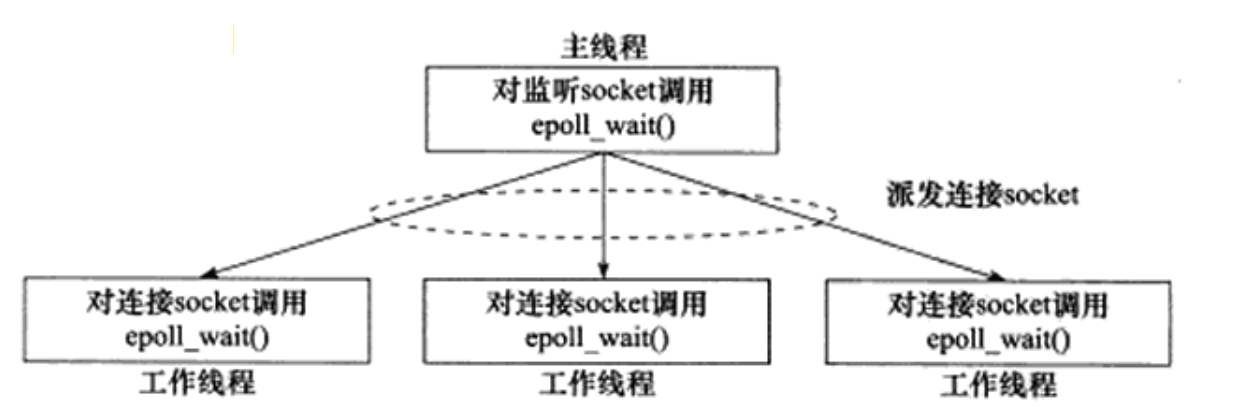 主线程
对监听socket调用
epoll_wait()
派发连接socket
对连接socket调用
epoll_wait()
工作线程
对连接socket调用
epoll_wait()
工作线程
对连接socket调用
epoll_wait()
工作线程